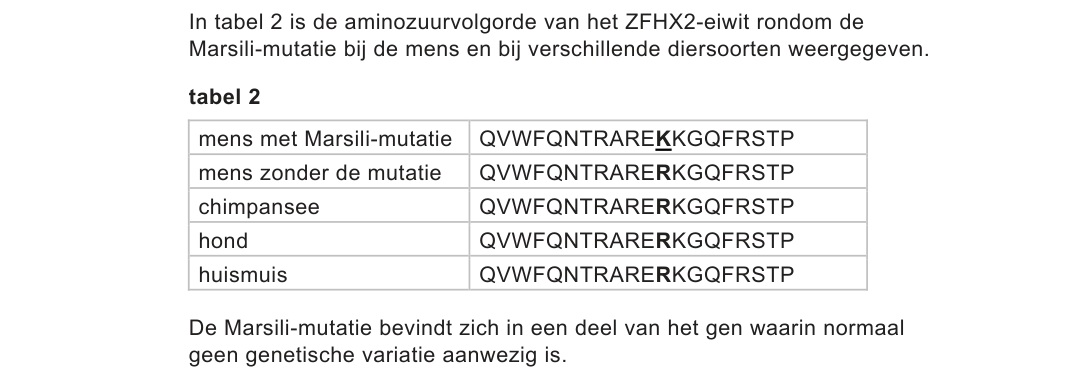 In tabel 2 is de aminozuurvolgorde van het ZFHX2-eiwit rondom de
Marsili-mutatie bij de mens en bij verschillende diersoorten weergegeven.
tabel 2
mens met Marsili-mutatie QVWFQNTRAREKKGQFRSTP
mens zonder de mutatie QVWFQNTRARERKGQFRSTP
chimpansee QVWFQNTRARERKGQFRSTP
hond QVWFQNTRARERKGQFRSTP
huismuis QVWFQNTRARERKGQFRSTP
De Marsili-mutatie bevindt zich in een deel van het gen waarin normaal
geen genetische variatie aanwezig is.